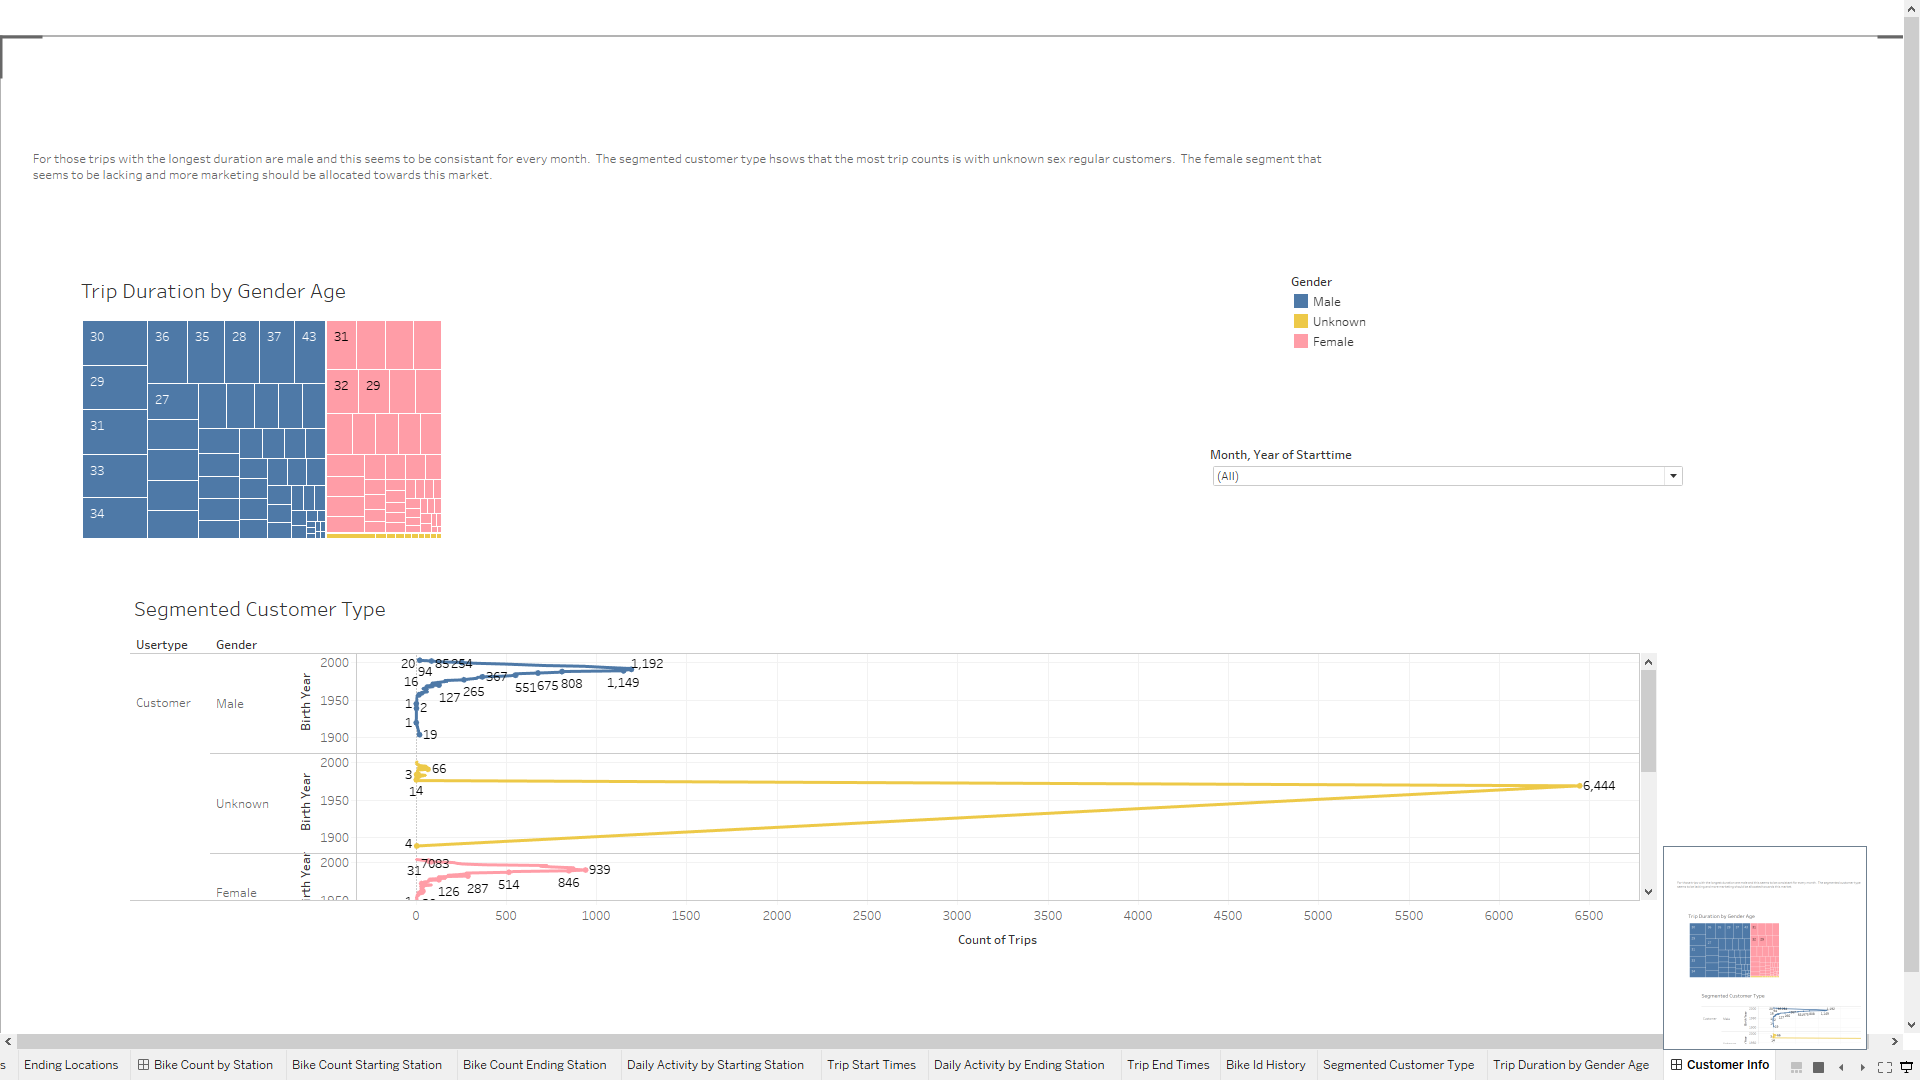 For those trips with the longest duration are male and this seems to be consistant for every month.  The segmented customer type hsows that the most trip counts is with unknown sex regular customers.  The female segment that
seems to be lacking and more marketing should be allocated towards this market.
Trip Duration by Gender Age
Gender
Male
Unknown
Female
30 36 35 28 37 43 31
29 32 29
27
31
33
34
Month, Year of Starttime
(All)
Segmented Customer Type
Usertype Gender
Customer Male
Birth Year
2000
1950
1900
20 85 254 1,192
94
16 367
127 265 551 675 808 1,149
1 2
1
19
Unknown
Birth Year
2000
1950
1900
3 66
14
6,444
4
Female
2000
31 70 83 939
126 287 514 846
0 500 1000 1500 2000 2500 3000 3500 4000 4500 5000 5500 6000 6500
Count of Trips
Trip Duration by Gender Age
Segmented Customer Type
s Ending Locations Bike Count by Station Bike Count Starting Station Bike Count Ending Station Daily Activity by Starting Station Trip Start Times Daily Activity by Ending Station Trip End Times Bike Id History Segmented Customer Type Trip Duration by Gender Age Customer Info